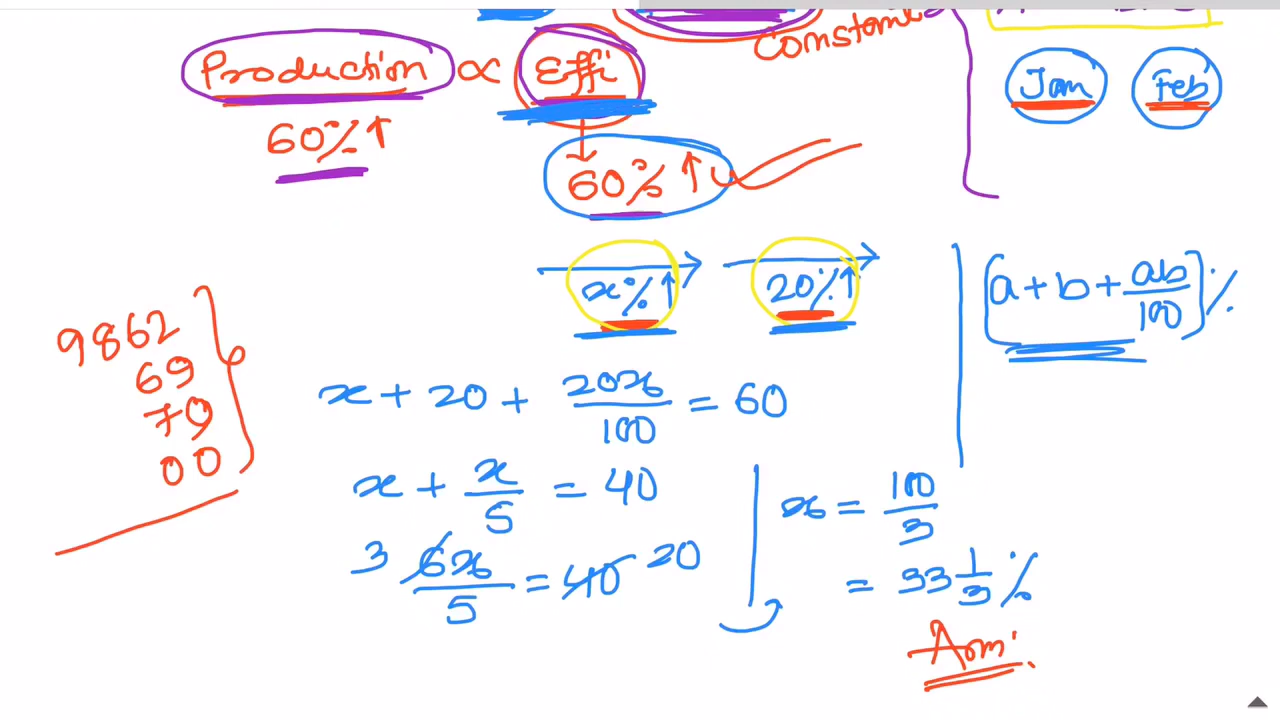 Constant
Production ∝ Effi
60%↑
60%↑
Jan Feb
x%↑ 20%↑
[a + b + ab/100]%
9862
69
79
00
x + 20 + 20x/100 = 60
x + x/5 = 40
3 6x/5 = 40 20
x = 100/3
= 33 1/3 %